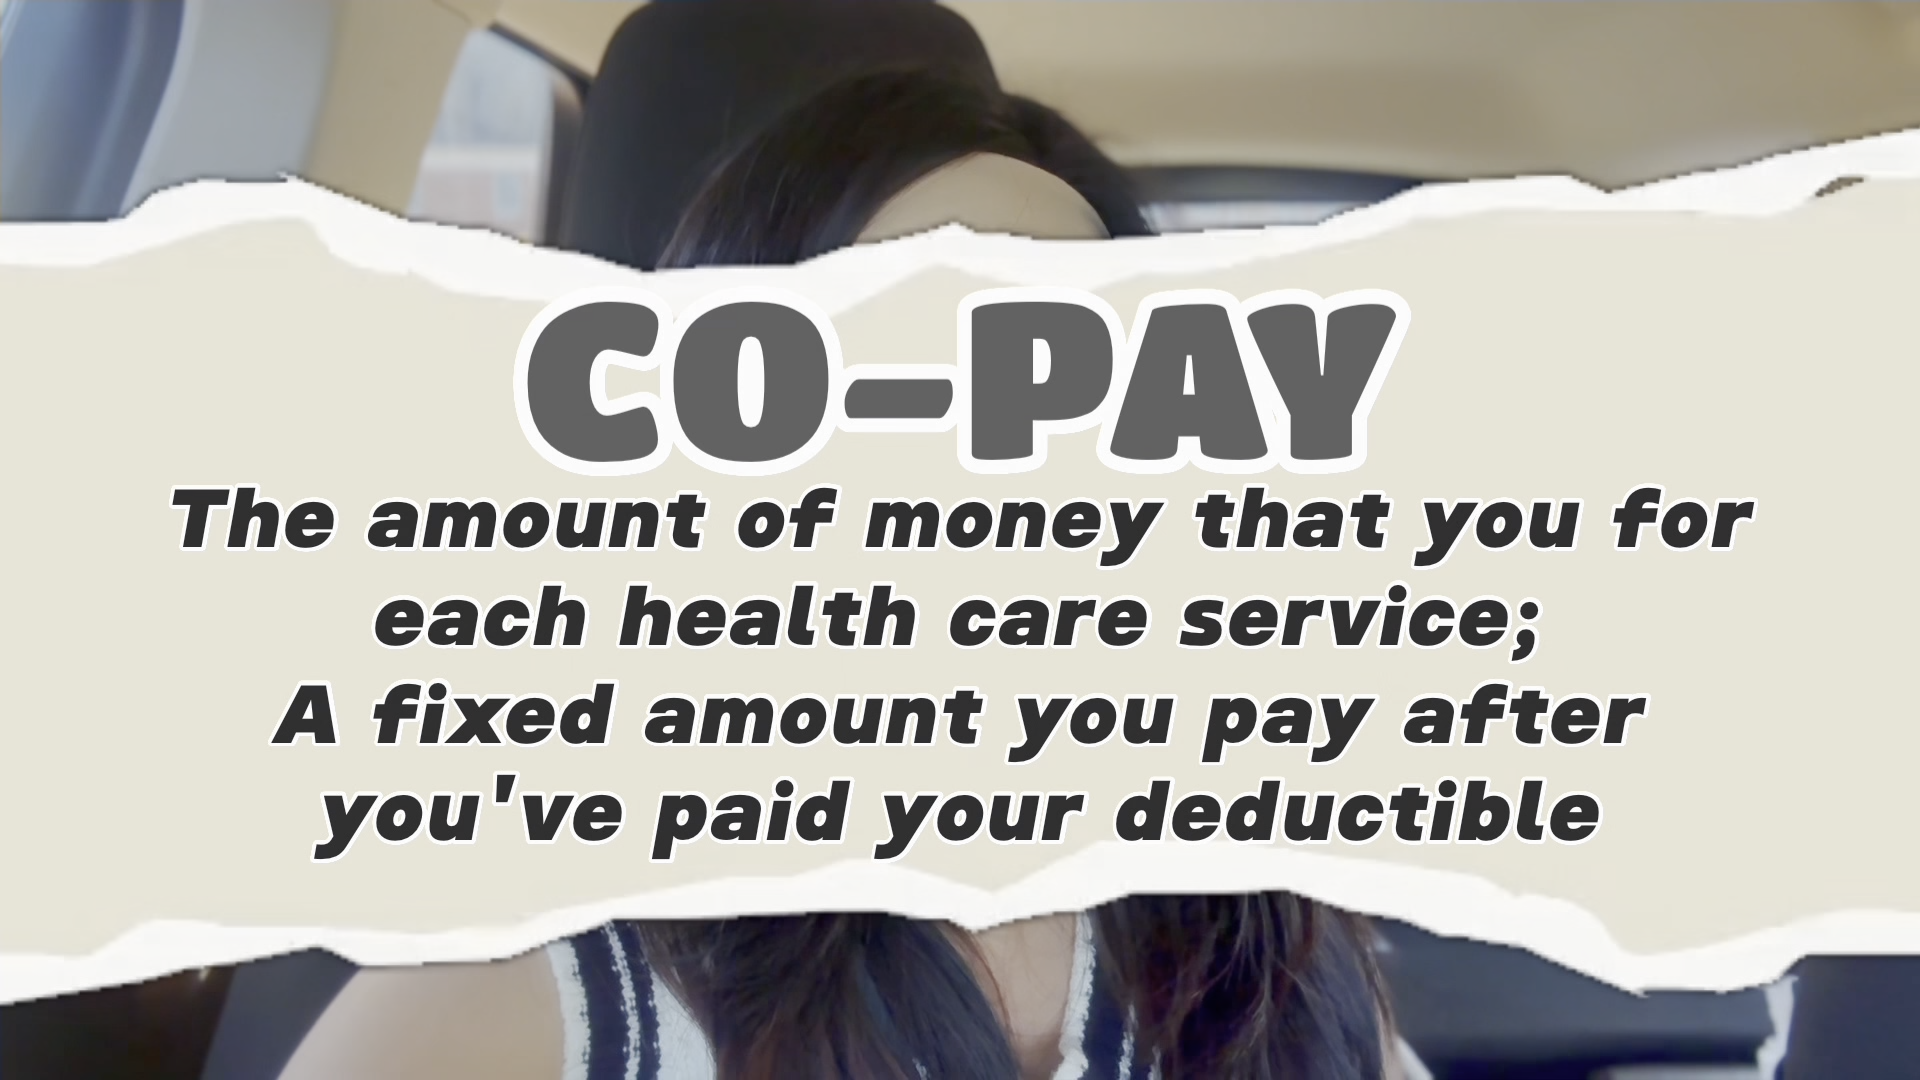 CO-PAY
The amount of money that you for
each health care service;
A fixed amount you pay after
you've paid your deductible